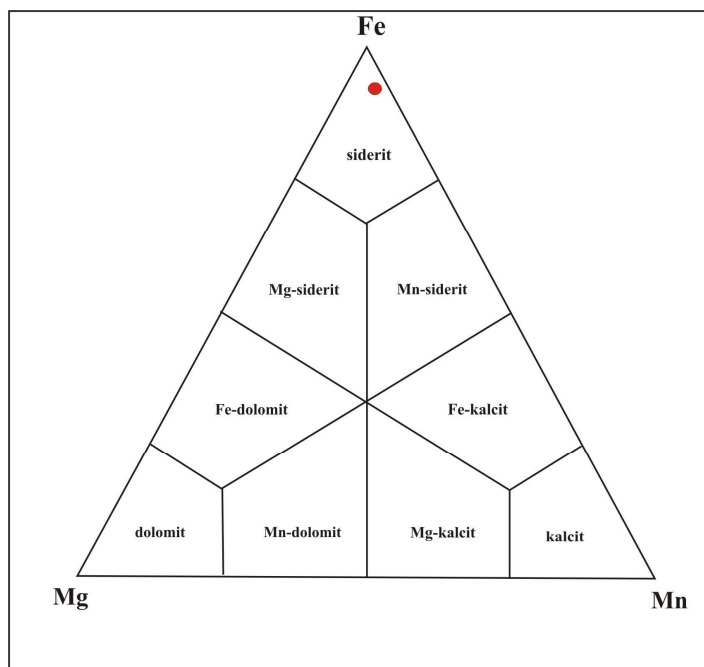 Fe
siderit
Mg-siderit
Mn-siderit
Fe-dolomit
Fe-kalcit
dolomit
Mn-dolomit
Mg-kalcit
kalcit
Mg
Mn